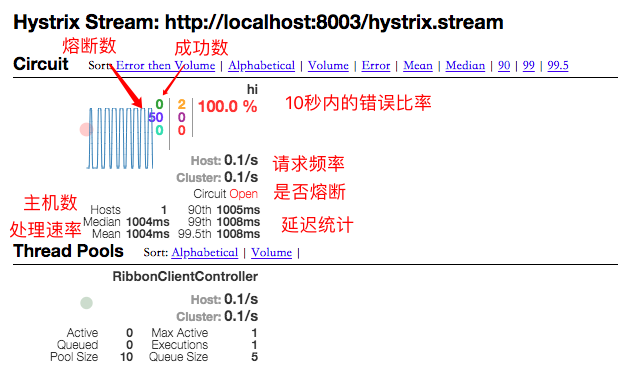 Hystrix Stream: http://localhost:8003/hystrix.stream
熔断数 成功数
Circuit Sort: Error then Volume | Alphabetical | Volume | Error | Mean | Median | 90 | 99 | 99.5
hi
0 2 100.0 % 10秒内的错误比率
50 0
0 0
Host: 0.1/s 请求频率
Cluster: 0.1/s
Circuit Open 是否熔断
主机数 Hosts 1 90th 1005ms
处理速率 Median 1004ms 99th 1008ms 延迟统计
Mean 1004ms 99.5th 1008ms
Thread Pools Sort: Alphabetical | Volume |
RibbonClientController
Host: 0.1/s
Cluster: 0.1/s
Active 0 Max Active 1
Queued 0 Executions 1
Pool Size 10 Queue Size 5